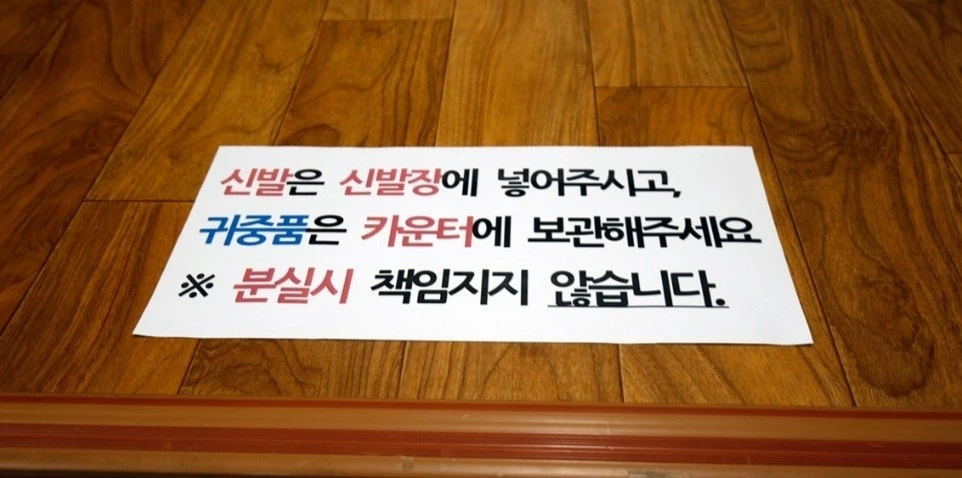 신발은 신발장에 넣어주시고,
귀중품은 카운터에 보관해주세요
※ 분실시 책임지지 않습니다.